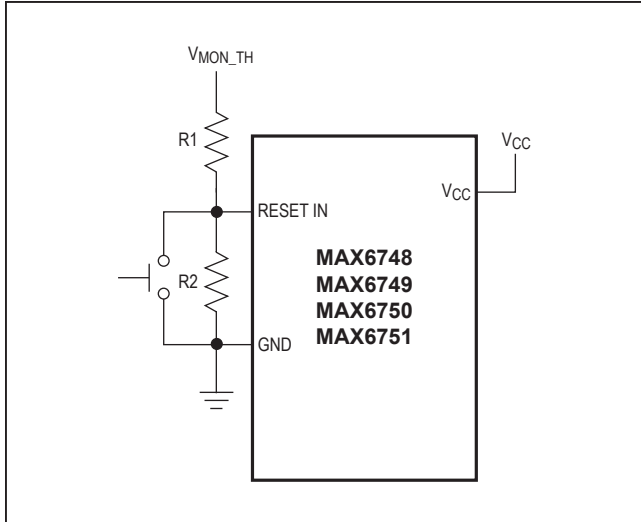 VMON_TH
R1
VCC
VCC
RESET IN
MAX6748
MAX6749
R2
MAX6750
MAX6751
GND